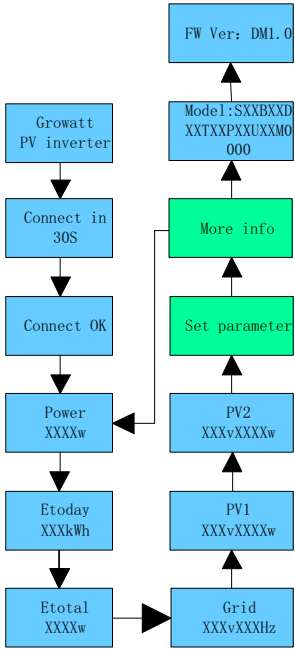 FW Ver: DM1.0
Model:SXXBXXD
XXTXXPXXUXXM0
000
Growatt
PV inverter
Connect in
30S
More info
Connect OK
Set parameter
Power
XXXXw
PV2
XXXvXXXXw
Etoday
XXXkWh
PV1
XXXvXXXXw
Etotal
XXXXw
Grid
XXXvXXXHz